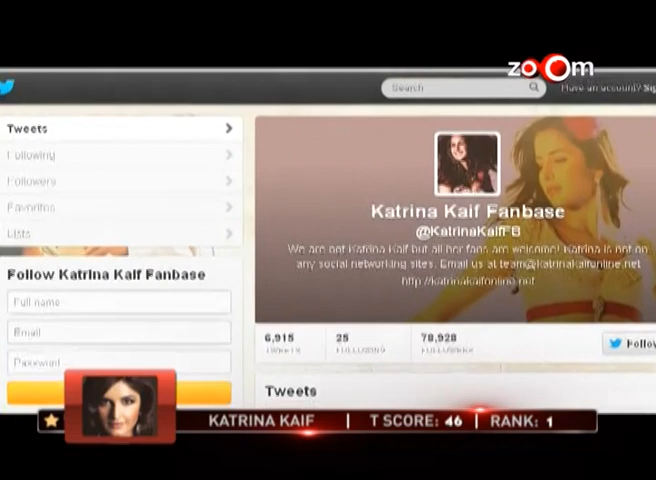 zoom
Search
Have an account?
Tweets
Following
Followers
Favorites
Lists
Katrina Kaif Fanbase
@KatrinaKaifFB
We are not Katrina Kaif but all her fans are welcome! Katrina is not on
any social networking sites. Email us at team@katrinakaifonline.net
http://katrinakaifonline.net
Follow Katrina Kaif Fanbase
Full name
Email
Password
6,915
TWEETS
25
FOLLOWING
78,928
FOLLOWERS
Follow
Tweets
KATRINA KAIF | T SCORE: 46 | RANK: 1